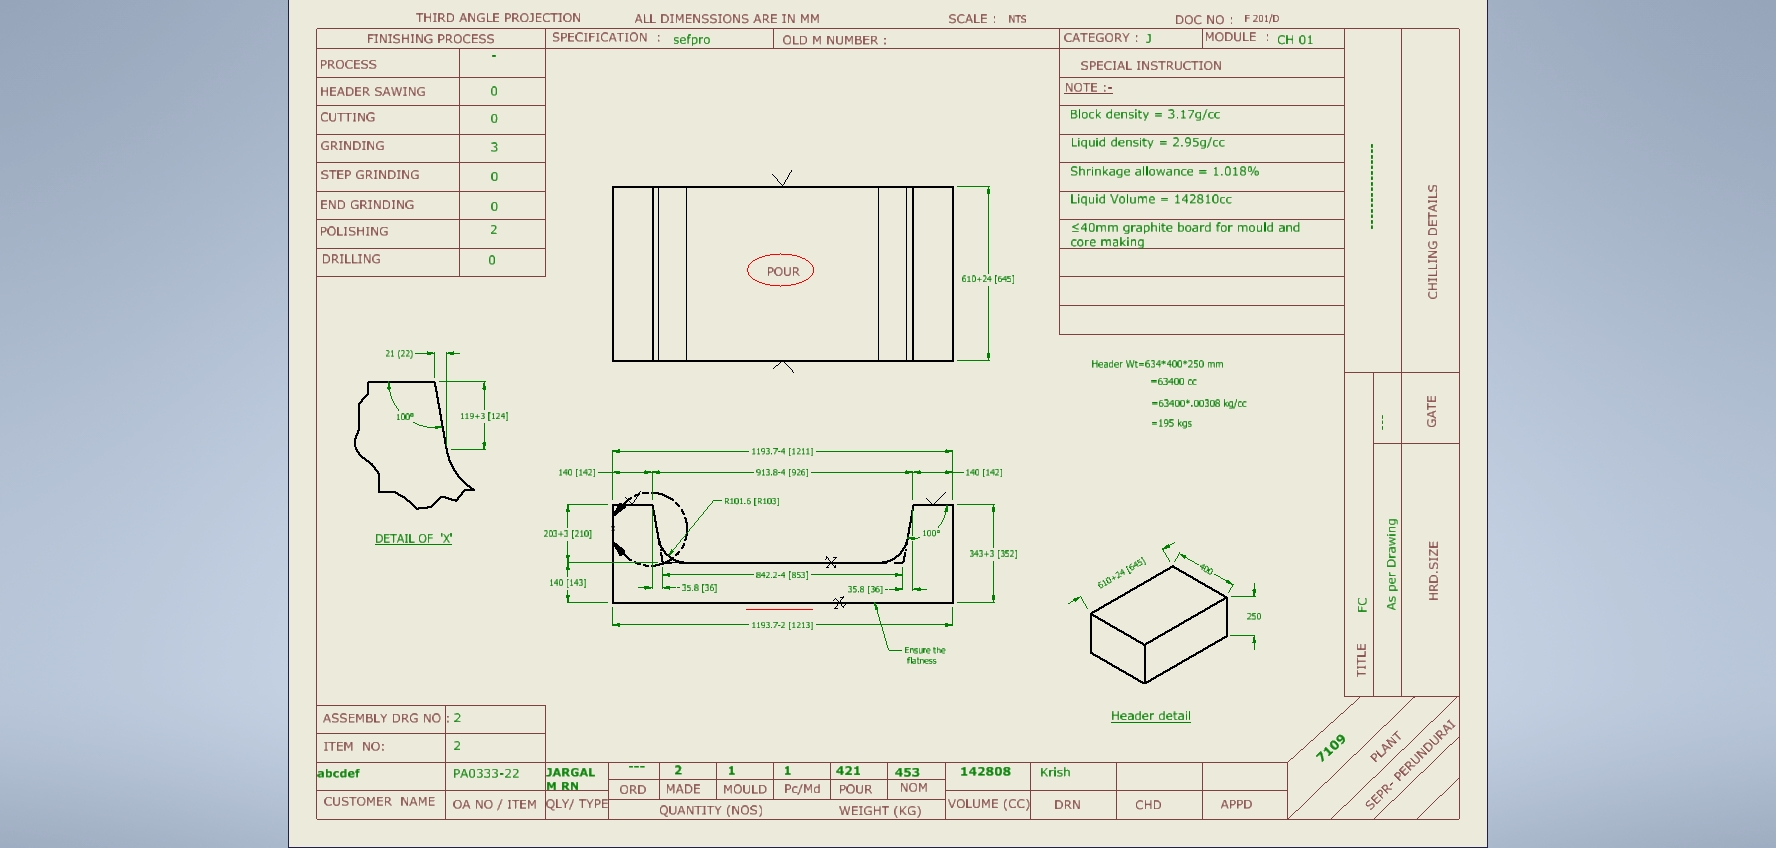 THIRD ANGLE PROJECTION
ALL DIMENSSIONS ARE IN MM
SCALE : NTS
DOC NO : F 201/D
FINISHING PROCESS
SPECIFICATION : sefpro
OLD M NUMBER :
CATEGORY : J
MODULE : CH 01
PROCESS -
HEADER SAWING 0
CUTTING 0
GRINDING 3
STEP GRINDING 0
END GRINDING 0
POLISHING 2
DRILLING 0
SPECIAL INSTRUCTION
NOTE :-
Block density = 3.17g/cc
Liquid density = 2.95g/cc
Shrinkage allowance = 1.018%
Liquid Volume = 142810cc
≤40mm graphite board for mould and
core making
CHILLING DETAILS
POUR
610+24 [645]
Header Wt=634*400*250 mm
=63400 cc
=63400*.00308 kg/cc
=195 kgs
21 (22)
100°
119+3 [124]
DETAIL OF 'X'
1193.7-4 [1211]
140 [142]
913.8-4 [926]
140 [142]
R101.6 [R103]
203+3 [210]
100°
343+3 [352]
842.2-4 [853]
140 [143]
35.8 [36]
35.8 [36]
1193.7-2 [1213]
Ensure the
flatness
610+24 [645]
400
250
Header detail
GATE
---
HRD.SIZE
As per Drawing
TITLE FC
ASSEMBLY DRG NO : 2
ITEM NO: 2
abcdef
PA0333-22
JARGAL
M RN
---
2
1
1
421
453
142808
Krish
ORD
MADE
MOULD
Pc/Md
POUR
NOM
CUSTOMER NAME
OA NO / ITEM
QLY/ TYPE
QUANTITY (NOS)
WEIGHT (KG)
VOLUME (CC)
DRN
CHD
APPD
7109
PLANT
SEPR- PERUNDURAI